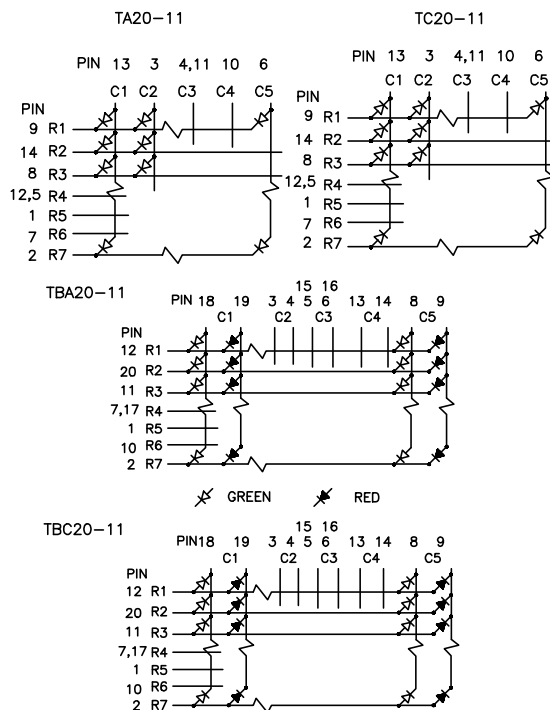 TA20-11
PIN 13 3 4,11 10 6
C1 C2 C3 C4 C5
PIN
9 R1
14 R2
8 R3
12,5 R4
1 R5
7 R6
2 R7
TC20-11
PIN 13 3 4,11 10 6
C1 C2 C3 C4 C5
PIN
9 R1
14 R2
8 R3
12,5 R4
1 R5
7 R6
2 R7
TBA20-11
15 16
PIN 18 19 3 4 5 6 13 14 8 9
C1 C2 C3 C4 C5
PIN
12 R1
20 R2
11 R3
7,17 R4
1 R5
10 R6
2 R7
GREEN RED
TBC20-11
15 16
PIN18 19 3 4 5 6 13 14 8 9
C1 C2 C3 C4 C5
PIN
12 R1
20 R2
11 R3
7,17 R4
1 R5
10 R6
2 R7